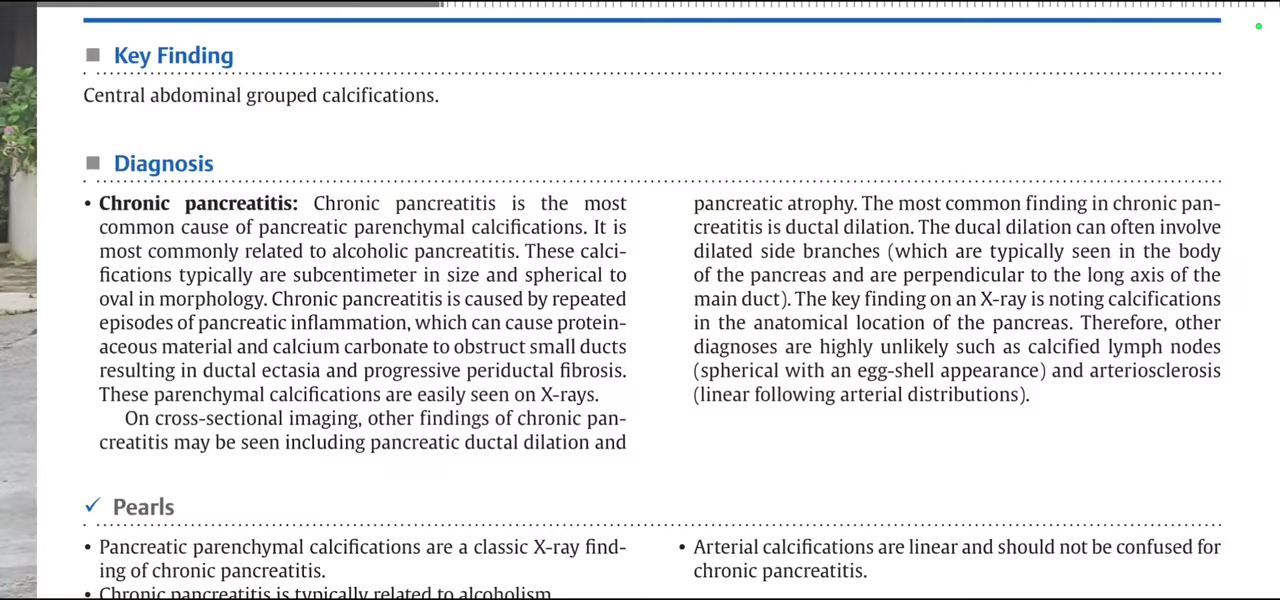 Key Finding
Central abdominal grouped calcifications.
Diagnosis
• Chronic pancreatitis: Chronic pancreatitis is the most
common cause of pancreatic parenchymal calcifications. It is
most commonly related to alcoholic pancreatitis. These calci-
fications typically are subcentimeter in size and spherical to
oval in morphology. Chronic pancreatitis is caused by repeated
episodes of pancreatic inflammation, which can cause protein-
aceous material and calcium carbonate to obstruct small ducts
resulting in ductal ectasia and progressive periductal fibrosis.
These parenchymal calcifications are easily seen on X-rays.
On cross-sectional imaging, other findings of chronic pan-
creatitis may be seen including pancreatic ductal dilation and
pancreatic atrophy. The most common finding in chronic pan-
creatitis is ductal dilation. The ducal dilation can often involve
dilated side branches (which are typically seen in the body
of the pancreas and are perpendicular to the long axis of the
main duct). The key finding on an X-ray is noting calcifications
in the anatomical location of the pancreas. Therefore, other
diagnoses are highly unlikely such as calcified lymph nodes
(spherical with an egg-shell appearance) and arteriosclerosis
(linear following arterial distributions).
✓ Pearls
• Pancreatic parenchymal calcifications are a classic X-ray find-
ing of chronic pancreatitis.
• Chronic pancreatitis is typically related to alcoholism
• Arterial calcifications are linear and should not be confused for
chronic pancreatitis.